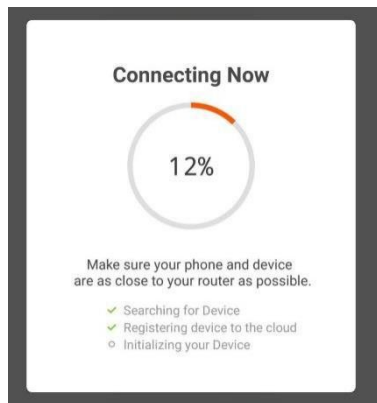 Connecting Now
12%
Make sure your phone and device
are as close to your router as possible.
Searching for Device
Registering device to the cloud
Initializing your Device